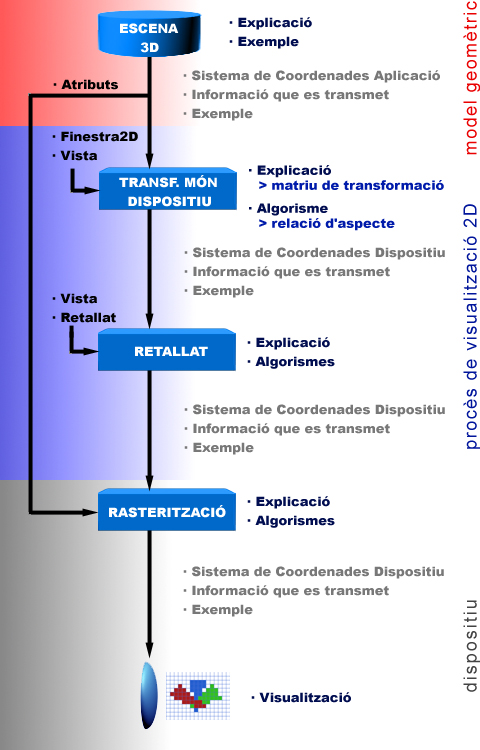 ESCENA
3D
· Explicació
· Exemple
· Atributs
· Sistema de Coordenades Aplicació
· Informació que es transmet
· Exemple
model geomètric
· Finestra2D
· Vista
TRANSF. MÓN
DISPOSITIU
· Explicació
> matriu de transformació
· Algorisme
> relació d'aspecte
· Sistema de Coordenades Dispositiu
· Informació que es transmet
· Exemple
procès de visualització 2D
· Vista
· Retallat
RETALLAT
· Explicació
· Algorismes
· Sistema de Coordenades Dispositiu
· Informació que es transmet
· Exemple
RASTERITZACIÓ
· Explicació
· Algorismes
· Sistema de Coordenades Dispositiu
· Informació que es transmet
· Exemple
dispositiu
· Visualització